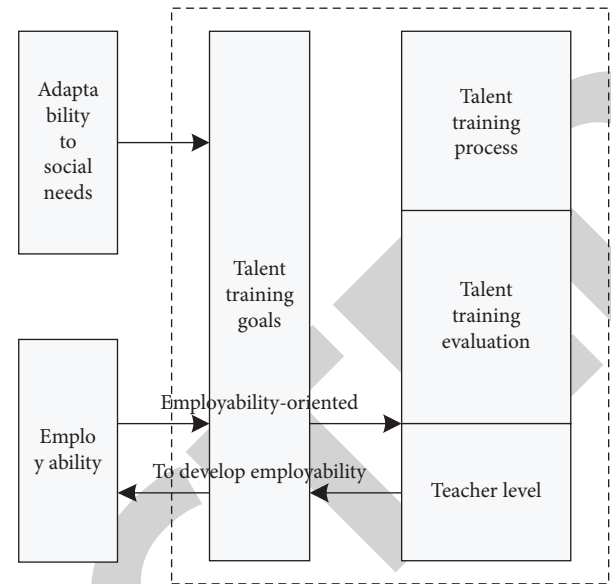 Adapta
bility
to
social
needs
Talent
training
goals
Talent
training
process
Talent
training
evaluation
Employability-oriented
Emplo
y ability
To develop employability
Teacher level